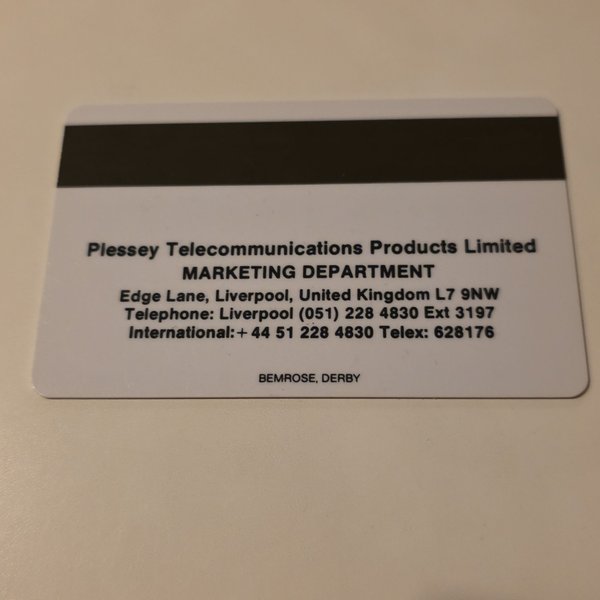 Plessey Telecommunications Products Limited
MARKETING DEPARTMENT
Edge Lane, Liverpool, United Kingdom L7 9NW
Telephone: Liverpool (051) 228 4830 Ext 3197
International:+ 44 51 228 4830 Telex: 628176
BEMROSE, DERBY